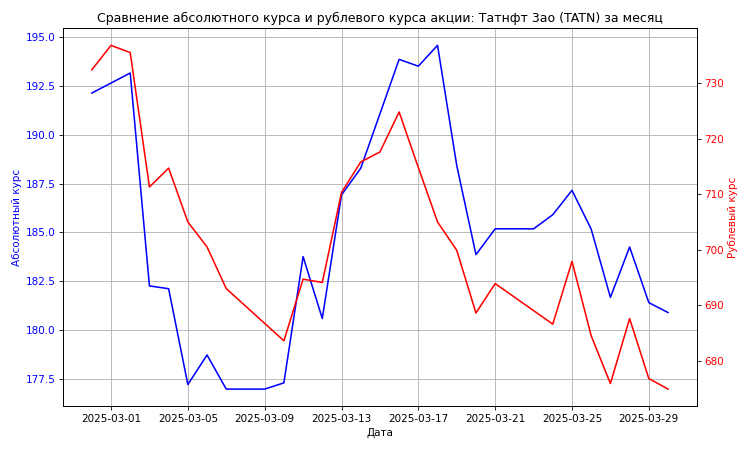 Сравнение абсолютного курса и рублевого курса акции: Татнфт 3ао (TATN) за месяц
195.0
192.5
190.0
187.5
185.0
182.5
180.0
177.5
Абсолютный курс
730
720
710
700
690
680
Рублевый курс
2025-03-01 2025-03-05 2025-03-09 2025-03-13 2025-03-17 2025-03-21 2025-03-25 2025-03-29
Дата